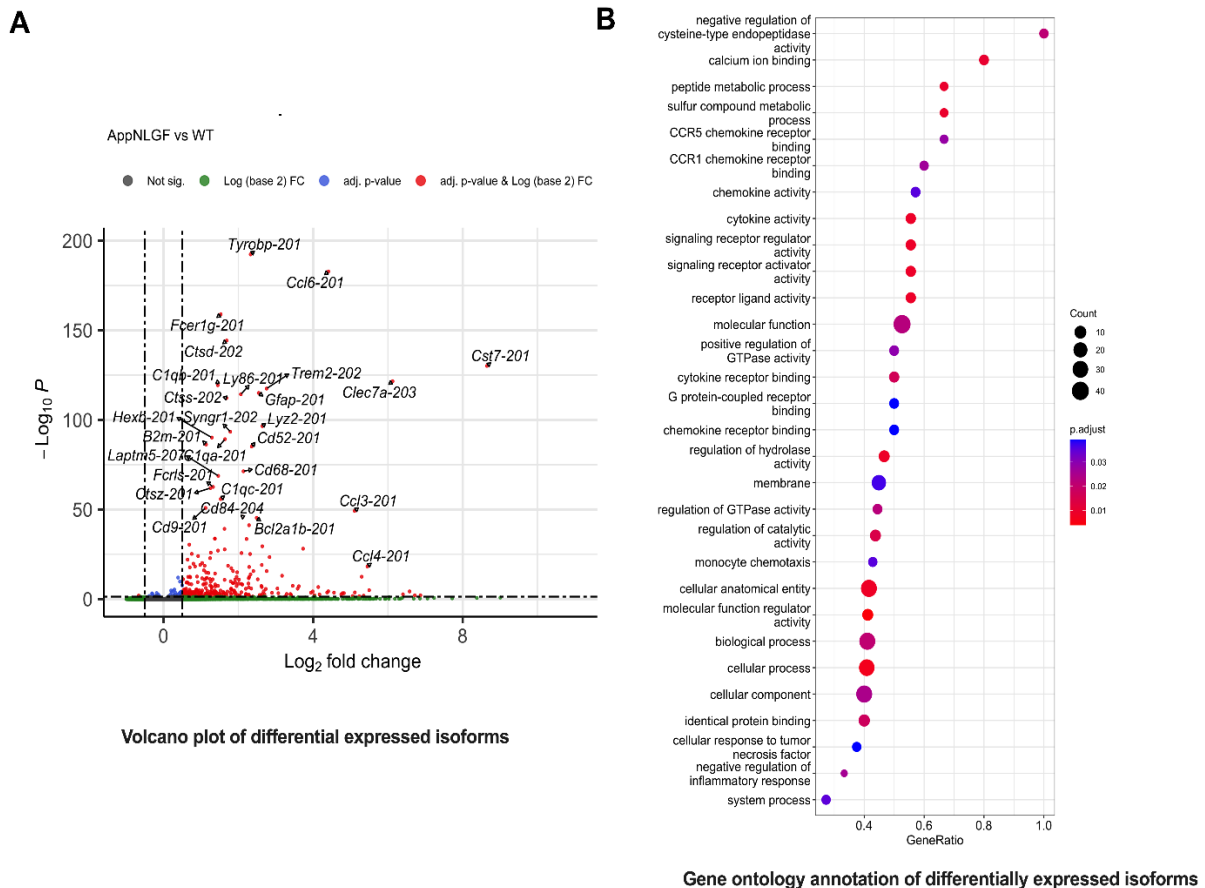 A
AppNLGF vs WT
Not sig.
Log (base 2) FC
adj. p-value
adj. p-value & Log (base 2) FC
200
150
100
50
0
− Log10 P
Tyrobp-201
Ccl6-201
Fcer1g-201
Ctsd-202
Cst7-201
C1qb-201
Ly86-201
Trem2-202
Clec7a-203
Ctss-202
Gfap-201
Hexb-201
Syngr1-202
Lyz2-201
B2m-201
Cd52-201
Laptm5-207
C1qa-201
Cd68-201
Fcrls-201
Ctsz-201
C1qc-201
Ccl3-201
Cd84-204
Cd9-201
Bcl2a1b-201
Ccl4-201
0
4
8
Log2 fold change
Volcano plot of differential expressed isoforms
B
negative regulation of
cysteine-type endopeptidase
activity
calcium ion binding
peptide metabolic process
sulfur compound metabolic
process
CCR5 chemokine receptor
binding
CCR1 chemokine receptor
binding
chemokine activity
cytokine activity
signaling receptor regulator
activity
signaling receptor activator
activity
receptor ligand activity
molecular function
positive regulation of
GTPase activity
cytokine receptor binding
G protein-coupled receptor
binding
chemokine receptor binding
regulation of hydrolase
activity
membrane
regulation of GTPase activity
regulation of catalytic
activity
monocyte chemotaxis
cellular anatomical entity
molecular function regulator
activity
biological process
cellular process
cellular component
identical protein binding
cellular response to tumor
necrosis factor
negative regulation of
inflammatory response
system process
0.4
0.6
0.8
1.0
GeneRatio
Count
10
20
30
40
p.adjust
0.03
0.02
0.01
Gene ontology annotation of differentially expressed isoforms